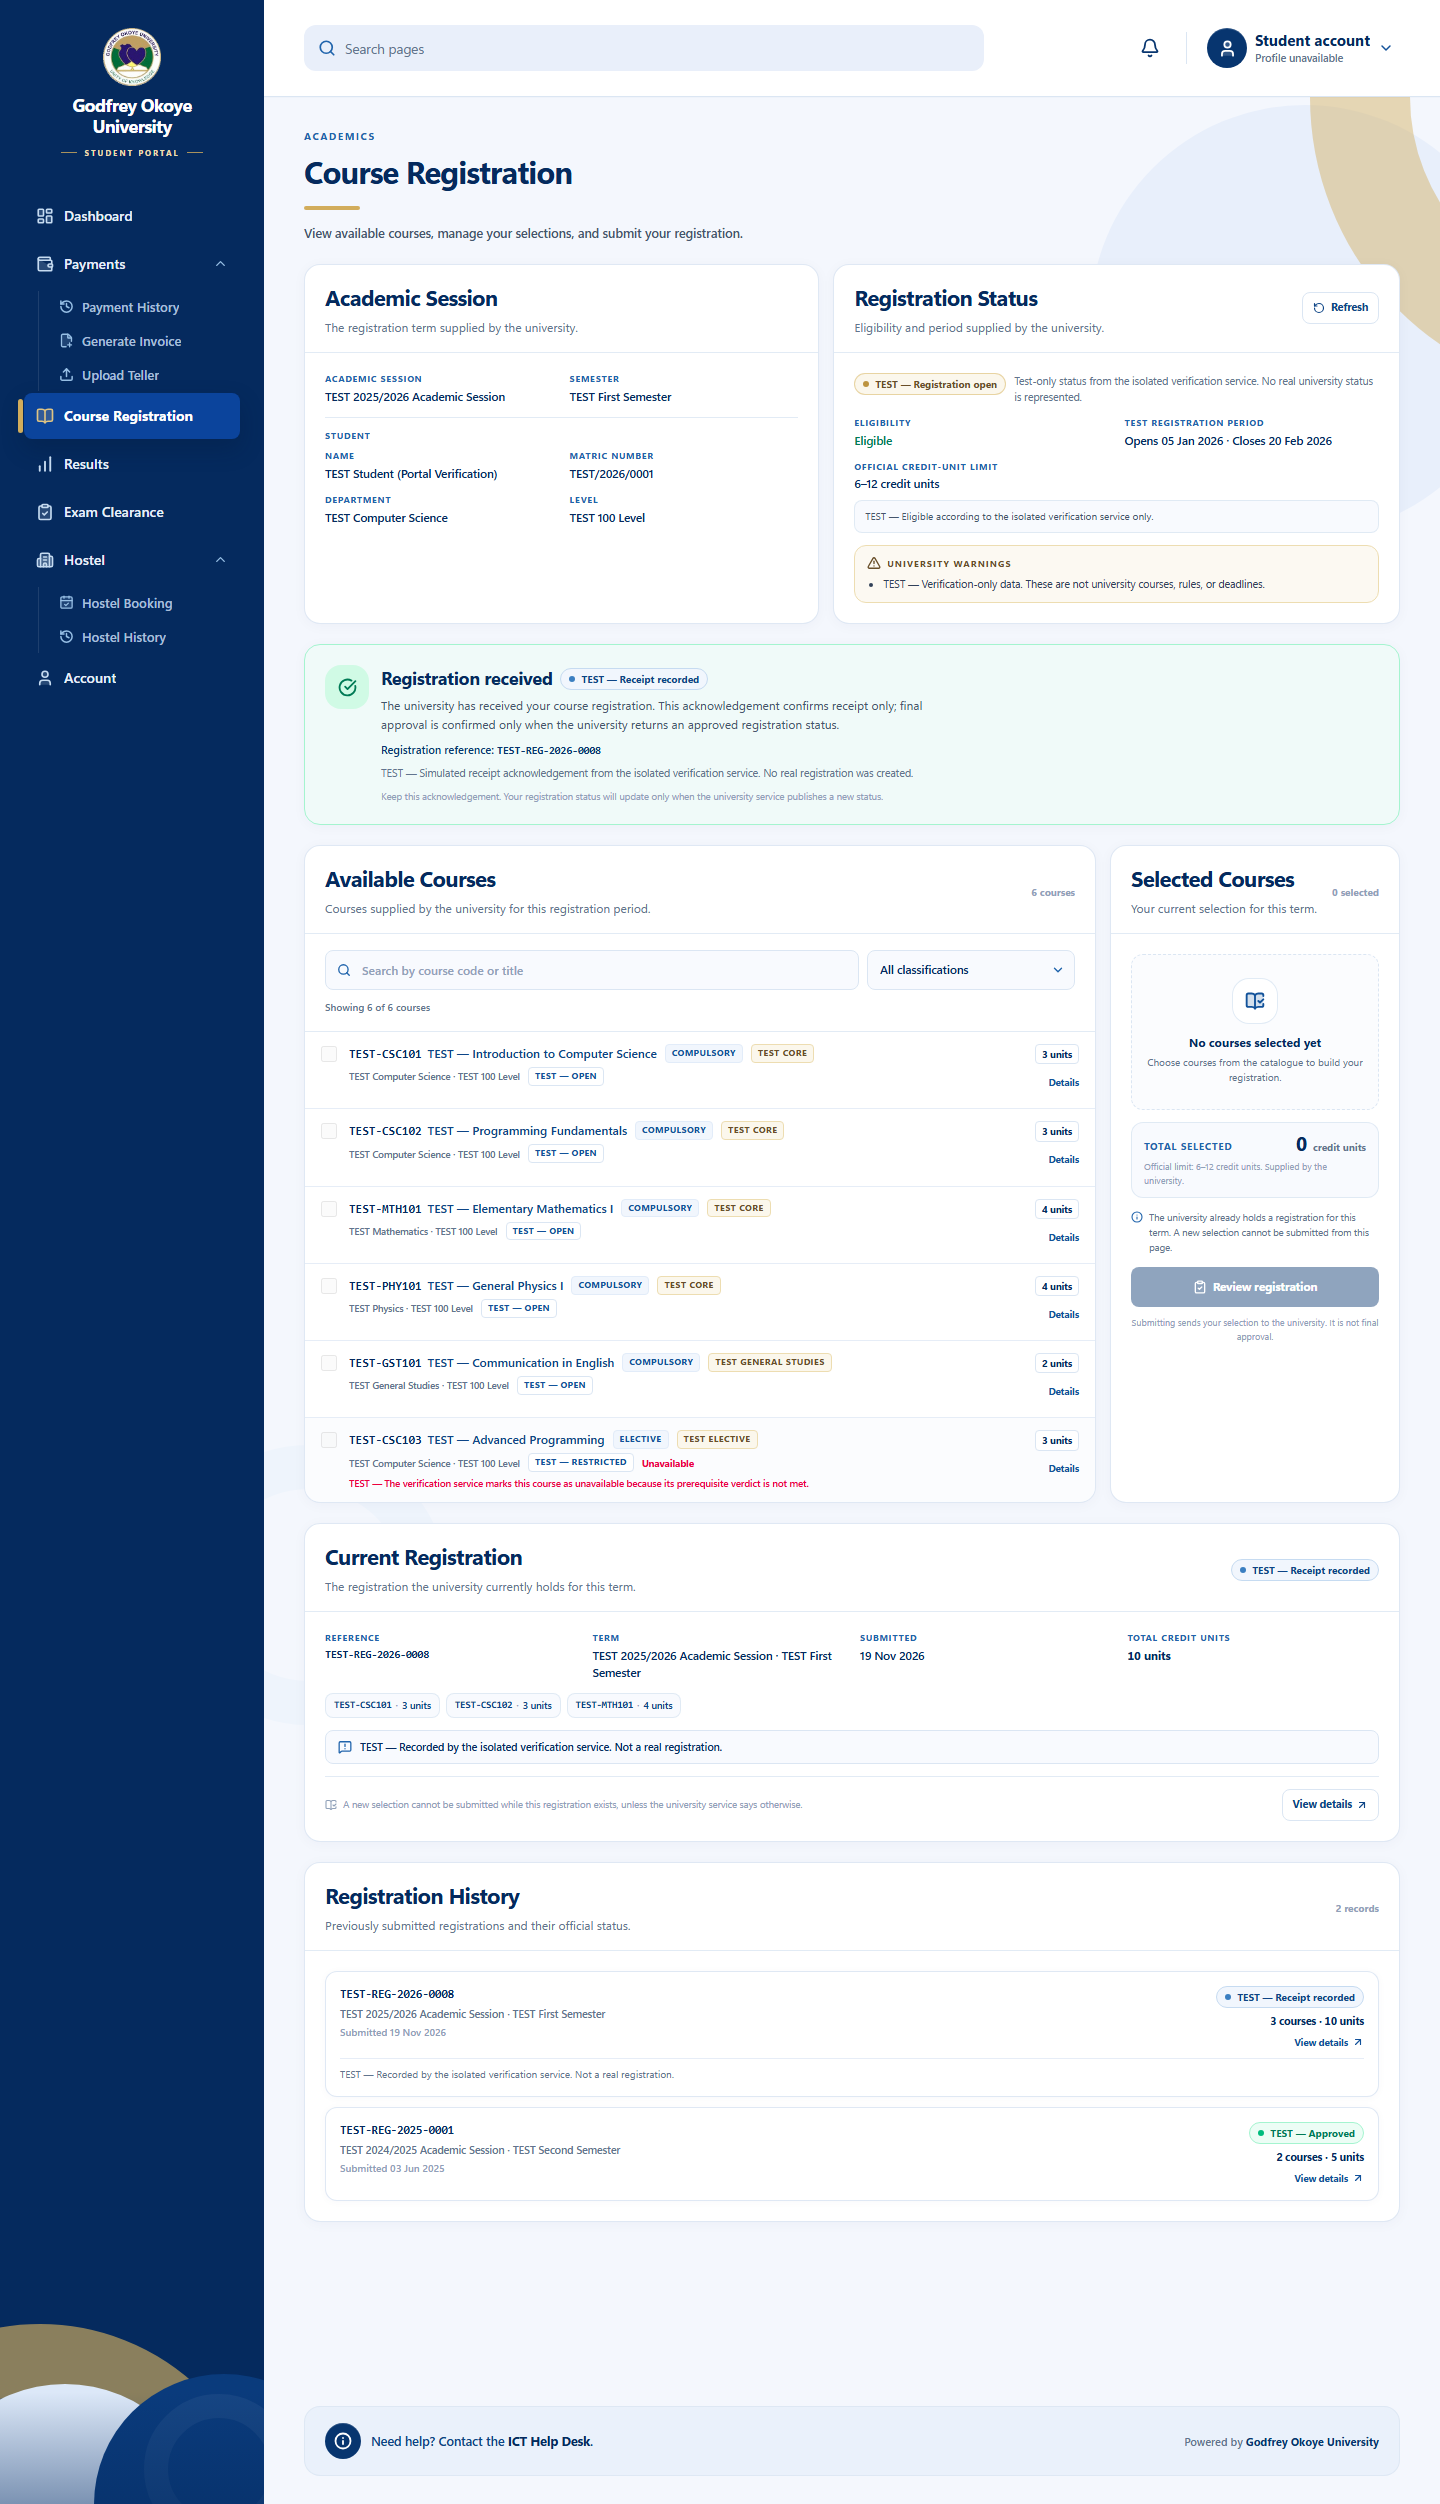 GODFREY OKOYE UNIVERSITY
UNITY OF KNOWLEDGE
Godfrey Okoye
University
STUDENT PORTAL
Dashboard
Payments
Payment History
Generate Invoice
Upload Teller
Course Registration
Results
Exam Clearance
Hostel
Hostel Booking
Hostel History
Account
Search pages
Student account
Profile unavailable
ACADEMICS
Course Registration
View available courses, manage your selections, and submit your registration.
Academic Session
The registration term supplied by the university.
ACADEMIC SESSION
TEST 2025/2026 Academic Session
SEMESTER
TEST First Semester
STUDENT
NAME
TEST Student (Portal Verification)
MATRIC NUMBER
TEST/2026/0001
DEPARTMENT
TEST Computer Science
LEVEL
TEST 100 Level
Registration Status
Eligibility and period supplied by the university.
Refresh
TEST — Registration open
Test-only status from the isolated verification service. No real university status
is represented.
ELIGIBILITY
Eligible
TEST REGISTRATION PERIOD
Opens 05 Jan 2026 · Closes 20 Feb 2026
OFFICIAL CREDIT-UNIT LIMIT
6–12 credit units
TEST — Eligible according to the isolated verification service only.
UNIVERSITY WARNINGS
• TEST — Verification-only data. These are not university courses, rules, or deadlines.
Registration received
TEST — Receipt recorded
The university has received your course registration. This acknowledgement confirms receipt only; final
approval is confirmed only when the university returns an approved registration status.
Registration reference: TEST-REG-2026-0008
TEST — Simulated receipt acknowledgement from the isolated verification service. No real registration was created.
Keep this acknowledgement. Your registration status will update only when the university service publishes a new status.
Available Courses
Courses supplied by the university for this registration period.
6 courses
Search by course code or title
All classifications
Showing 6 of 6 courses
TEST-CSC101 TEST — Introduction to Computer Science COMPULSORY TEST CORE 3 units
TEST Computer Science · TEST 100 Level TEST — OPEN Details
TEST-CSC102 TEST — Programming Fundamentals COMPULSORY TEST CORE 3 units
TEST Computer Science · TEST 100 Level TEST — OPEN Details
TEST-MTH101 TEST — Elementary Mathematics I COMPULSORY TEST CORE 4 units
TEST Mathematics · TEST 100 Level TEST — OPEN Details
TEST-PHY101 TEST — General Physics I COMPULSORY TEST CORE 4 units
TEST Physics · TEST 100 Level TEST — OPEN Details
TEST-GST101 TEST — Communication in English COMPULSORY TEST GENERAL STUDIES 2 units
TEST General Studies · TEST 100 Level TEST — OPEN Details
TEST-CSC103 TEST — Advanced Programming ELECTIVE TEST ELECTIVE 3 units
TEST Computer Science · TEST 100 Level TEST — RESTRICTED Unavailable Details
TEST — The verification service marks this course as unavailable because its prerequisite verdict is not met.
Selected Courses
0 selected
Your current selection for this term.
No courses selected yet
Choose courses from the catalogue to build your
registration.
TOTAL SELECTED 0 credit units
Official limit: 6–12 credit units. Supplied by the
university.
The university already holds a registration for this
term. A new selection cannot be submitted from this
page.
Review registration
Submitting sends your selection to the university. It is not final
approval.
Current Registration
The registration the university currently holds for this term.
TEST — Receipt recorded
REFERENCE
TEST-REG-2026-0008
TERM
TEST 2025/2026 Academic Session · TEST First
Semester
SUBMITTED
19 Nov 2026
TOTAL CREDIT UNITS
10 units
TEST-CSC101 · 3 units
TEST-CSC102 · 3 units
TEST-MTH101 · 4 units
TEST — Recorded by the isolated verification service. Not a real registration.
A new selection cannot be submitted while this registration exists, unless the university service says otherwise.
View details
Registration History
Previously submitted registrations and their official status.
2 records
TEST-REG-2026-0008
TEST 2025/2026 Academic Session · TEST First Semester
Submitted 19 Nov 2026
TEST — Receipt recorded
3 courses · 10 units
View details
TEST — Recorded by the isolated verification service. Not a real registration.
TEST-REG-2025-0001
TEST 2024/2025 Academic Session · TEST Second Semester
Submitted 03 Jun 2025
TEST — Approved
2 courses · 5 units
View details
Need help? Contact the ICT Help Desk.
Powered by Godfrey Okoye University